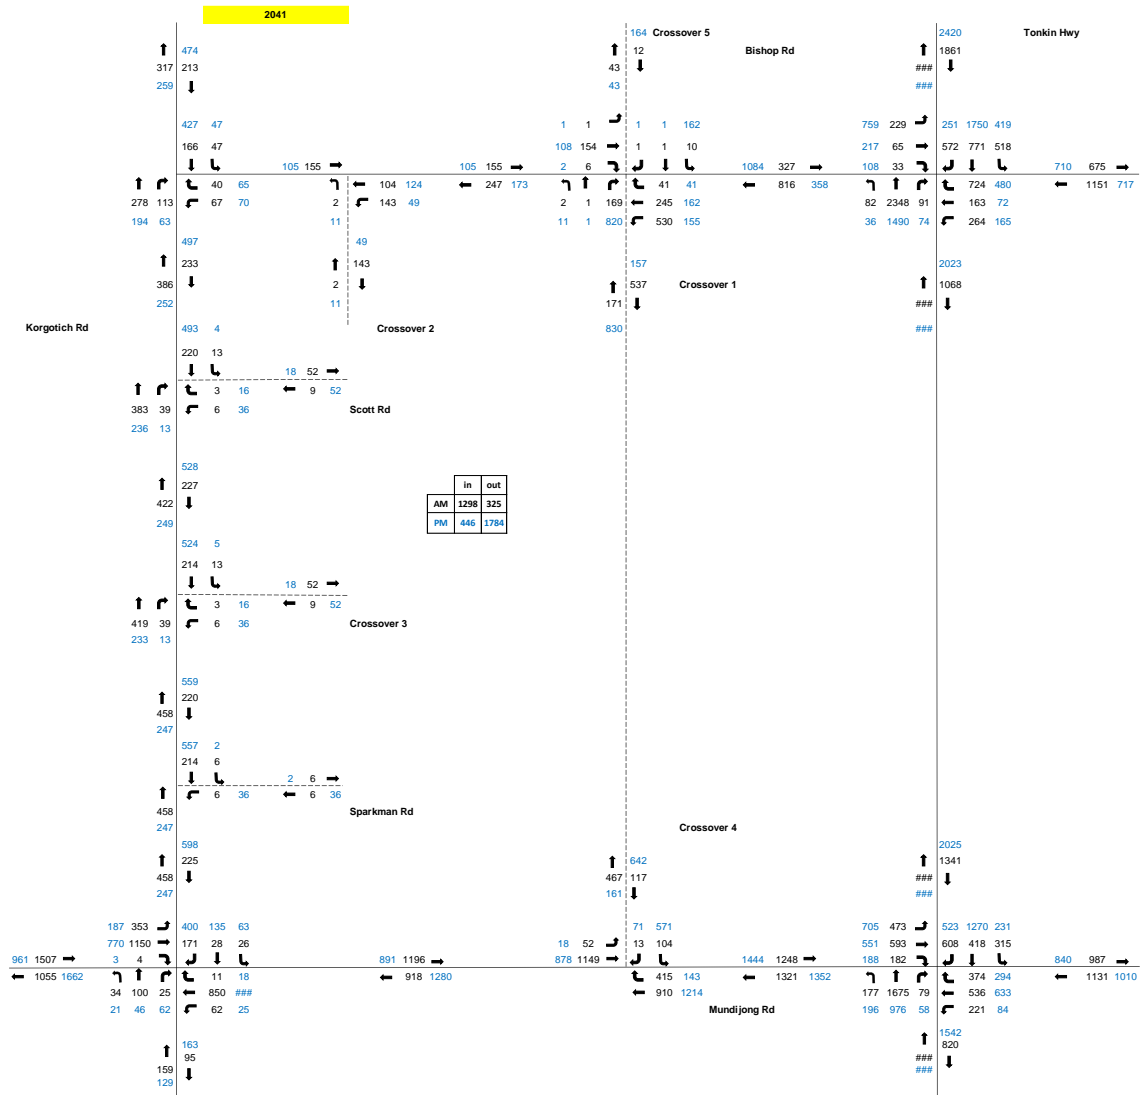 2041
164 Crossover 5 2420 Tonkin Hwy
474 12 Bishop Rd 1861
317 213 43 ###
259 43 ###
427 47 1 1 1 1 162 759 229 251 1750 419
166 47 108 154 1 1 10 217 65 572 771 518
105 155 105 155 2 6 1084 327 108 33 710 675
40 65 104 124 247 173 41 41 816 358 724 480 1151 717
278 113 67 70 2 143 49 2 1 169 245 162 82 2348 91 163 72
194 63 11 11 1 820 530 155 36 1490 74 264 165
497 49
233 143 157 2023
386 2 171 537 Crossover 1 1068
252 11 ###
Korgotich Rd 493 4 Crossover 2 830 ###
220 13
18 52
3 16 9 52
383 39 6 36 Scott Rd
236 13
528
227 in out
422 AM 1298 325
249 PM 446 1784
524 5
214 13
18 52
3 16 9 52
419 39 6 36 Crossover 3
233 13
559
220
458
247
557 2
214 6
2 6
458 6 36 6 36
247 Sparkman Rd Crossover 4
598 2025
225 642 1341
458 467 117 ###
247 161 ###
187 353 400 135 63 71 571 705 473 523 1270 231
770 1150 171 28 26 18 52 13 104 551 593 608 418 315
961 1507 3 4 891 1196 878 1149 1444 1248 188 182 840 987
1055 1662 11 18 918 1280 415 143 1321 1352 374 294 1131 1010
34 100 25 850 ### 910 1214 177 1675 79 536 633
21 46 62 62 25 Mundijong Rd 196 976 58 221 84
163 1542
95 820
159 ###
129 ###